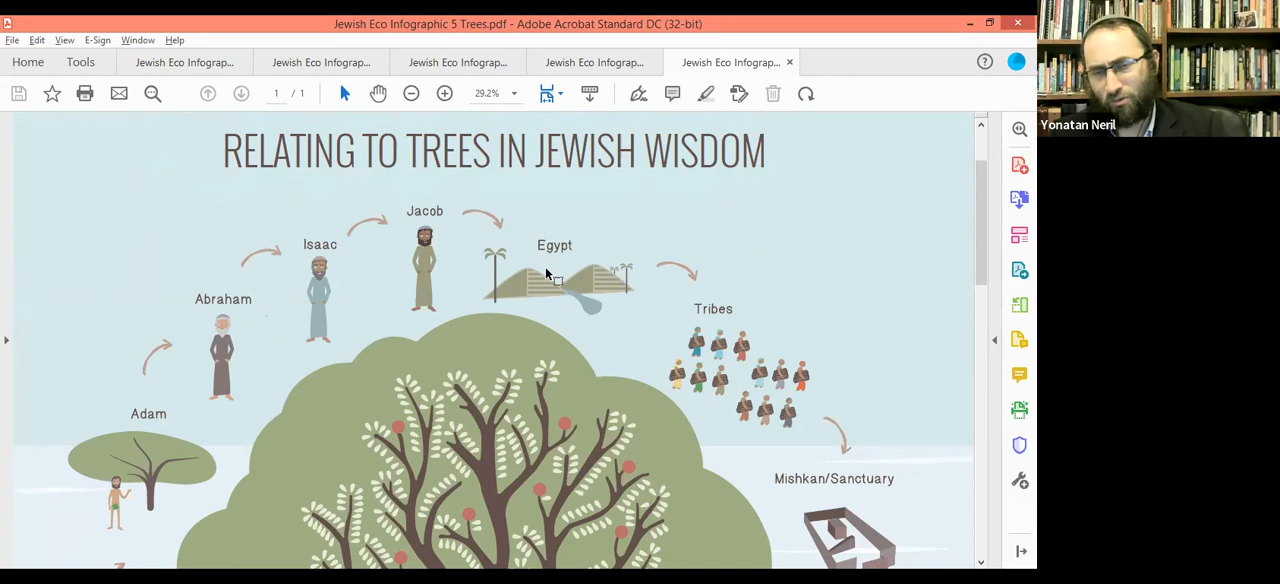 Jewish Eco Infographic 5 Trees.pdf - Adobe Acrobat Standard DC (32-bit)
File Edit View E-Sign Window Help
Home Tools Jewish Eco Infograp... Jewish Eco Infograp... Jewish Eco Infograp... Jewish Eco Infograp... Jewish Eco Infograp... ×
1 / 1 29.2%
Yonatan Neril
RELATING TO TREES IN JEWISH WISDOM
Jacob
Isaac
Egypt
Abraham
Tribes
Adam
Mishkan/Sanctuary